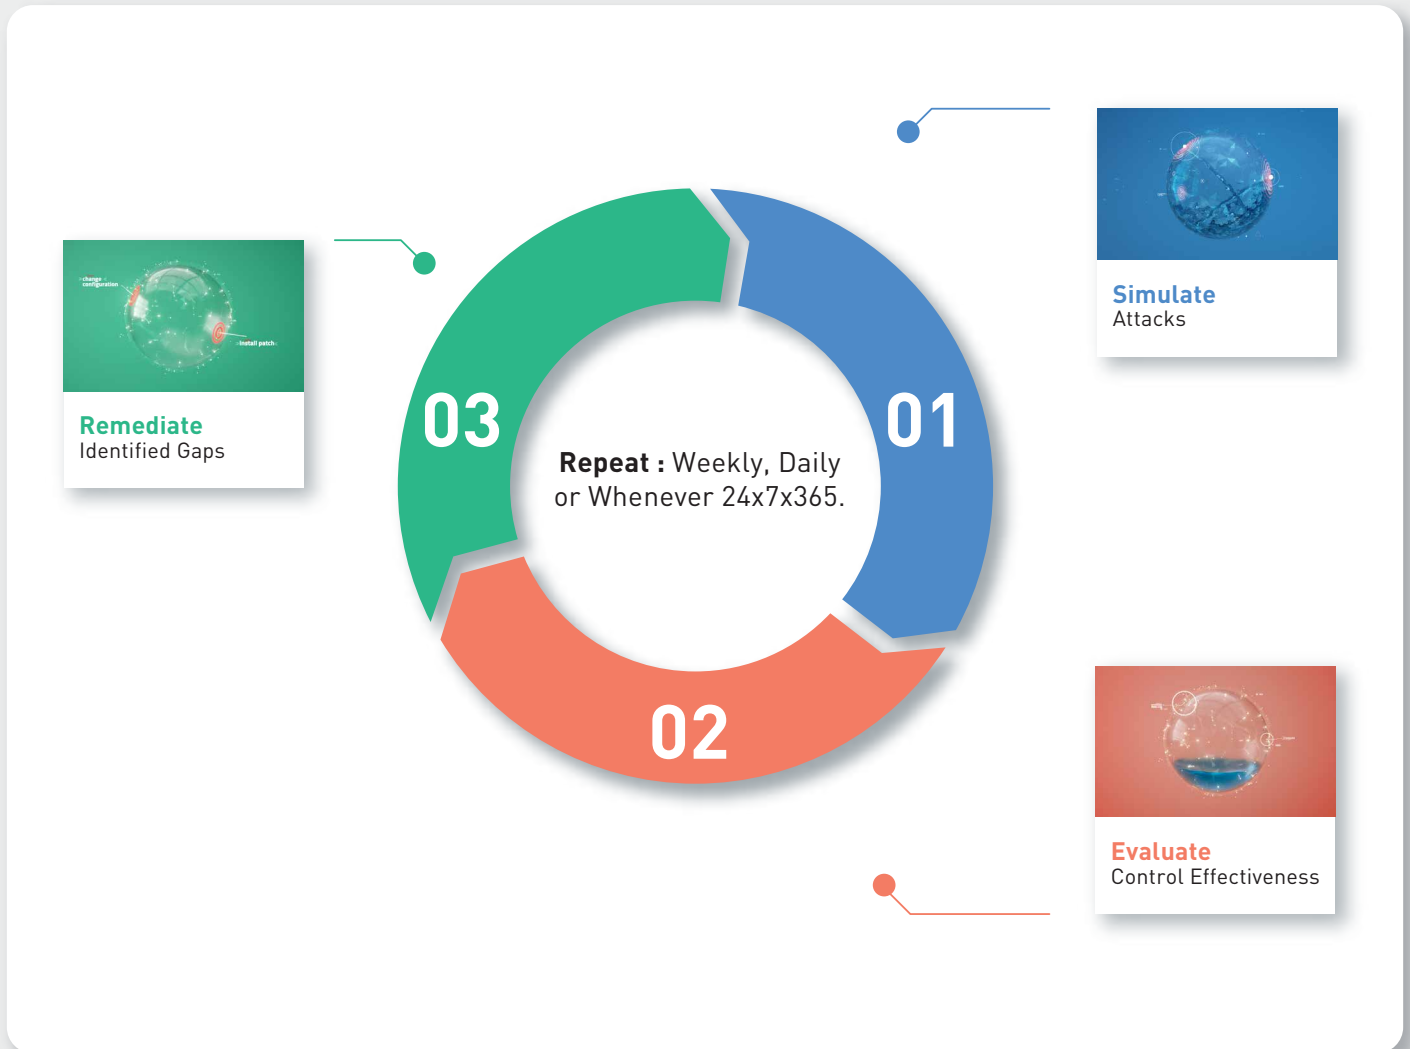 Simulate
Attacks
change
configuration
install patch
Remediate
Identified Gaps
03
01
Repeat : Weekly, Daily
or Whenever 24x7x365.
02
Evaluate
Control Effectiveness